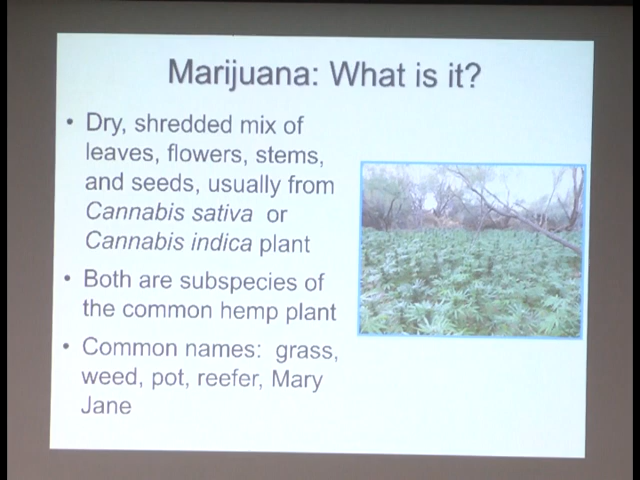 Marijuana: What is it?
• Dry, shredded mix of
leaves, flowers, stems,
and seeds, usually from
Cannabis sativa or
Cannabis indica plant
• Both are subspecies of
the common hemp plant
• Common names: grass,
weed, pot, reefer, Mary
Jane